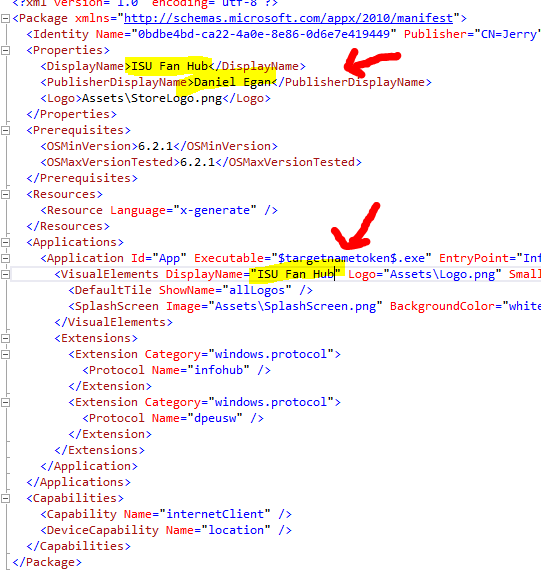 <?xml version="1.0" encoding="utf-8"?>
<Package xmlns="http://schemas.microsoft.com/appx/2010/manifest">
<Identity Name="0bdbe4bd-ca22-4a0e-8e86-0d6e7e419449" Publisher="CN=Jerry"
<Properties>
<DisplayName>ISU Fan Hub</DisplayName>
<PublisherDisplayName>Daniel Egan</PublisherDisplayName>
<Logo>Assets\StoreLogo.png</Logo>
</Properties>
<Prerequisites>
<OSMinVersion>6.2.1</OSMinVersion>
<OSMaxVersionTested>6.2.1</OSMaxVersionTested>
</Prerequisites>
<Resources>
<Resource Language="x-generate" />
</Resources>
<Applications>
<Application Id="App" Executable="$targetnametoken$.exe" EntryPoint="Int
<VisualElements DisplayName="ISU Fan Hub" Logo="Assets\Logo.png" Small
<DefaultTile ShowName="allLogos" />
<SplashScreen Image="Assets\SplashScreen.png" BackgroundColor="white
</VisualElements>
<Extensions>
<Extension Category="windows.protocol">
<Protocol Name="infohub" />
</Extension>
<Extension Category="windows.protocol">
<Protocol Name="dpeusw" />
</Extension>
</Extensions>
</Application>
</Applications>
<Capabilities>
<Capability Name="internetClient" />
<DeviceCapability Name="location" />
</Capabilities>
</Package>